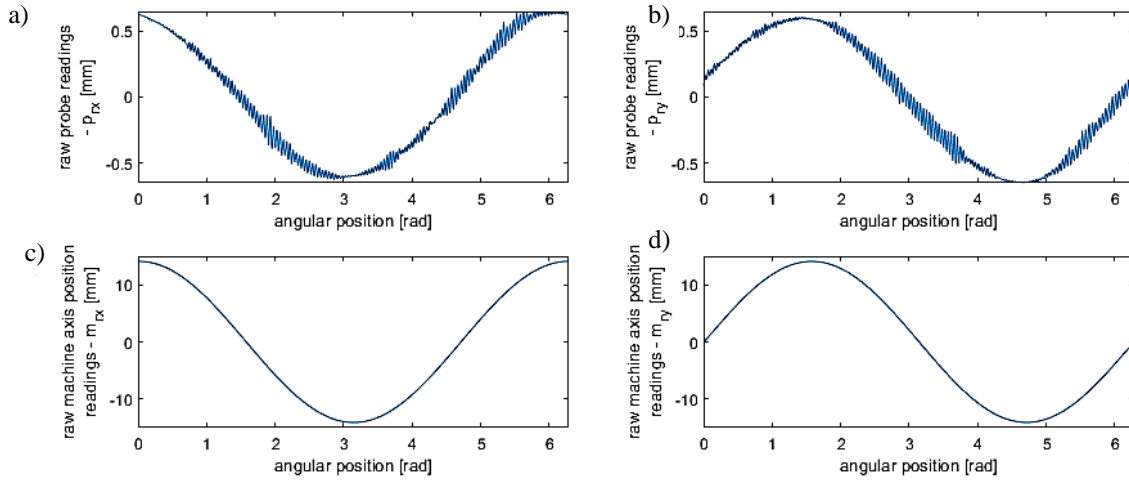 a)
raw probe readings
- p_rx [mm]
0.5
0
-0.5
0 1 2 3 4 5 6
angular position [rad]
b)
raw probe readings
- p_ry [mm]
0.5
0
-0.5
0 1 2 3 4 5 6
angular position [rad]
c)
raw machine axis position
readings - m_rx [mm]
10
0
-10
0 1 2 3 4 5 6
angular position [rad]
d)
raw machine axis position
readings - m_ry [mm]
10
0
-10
0 1 2 3 4 5 6
angular position [rad]